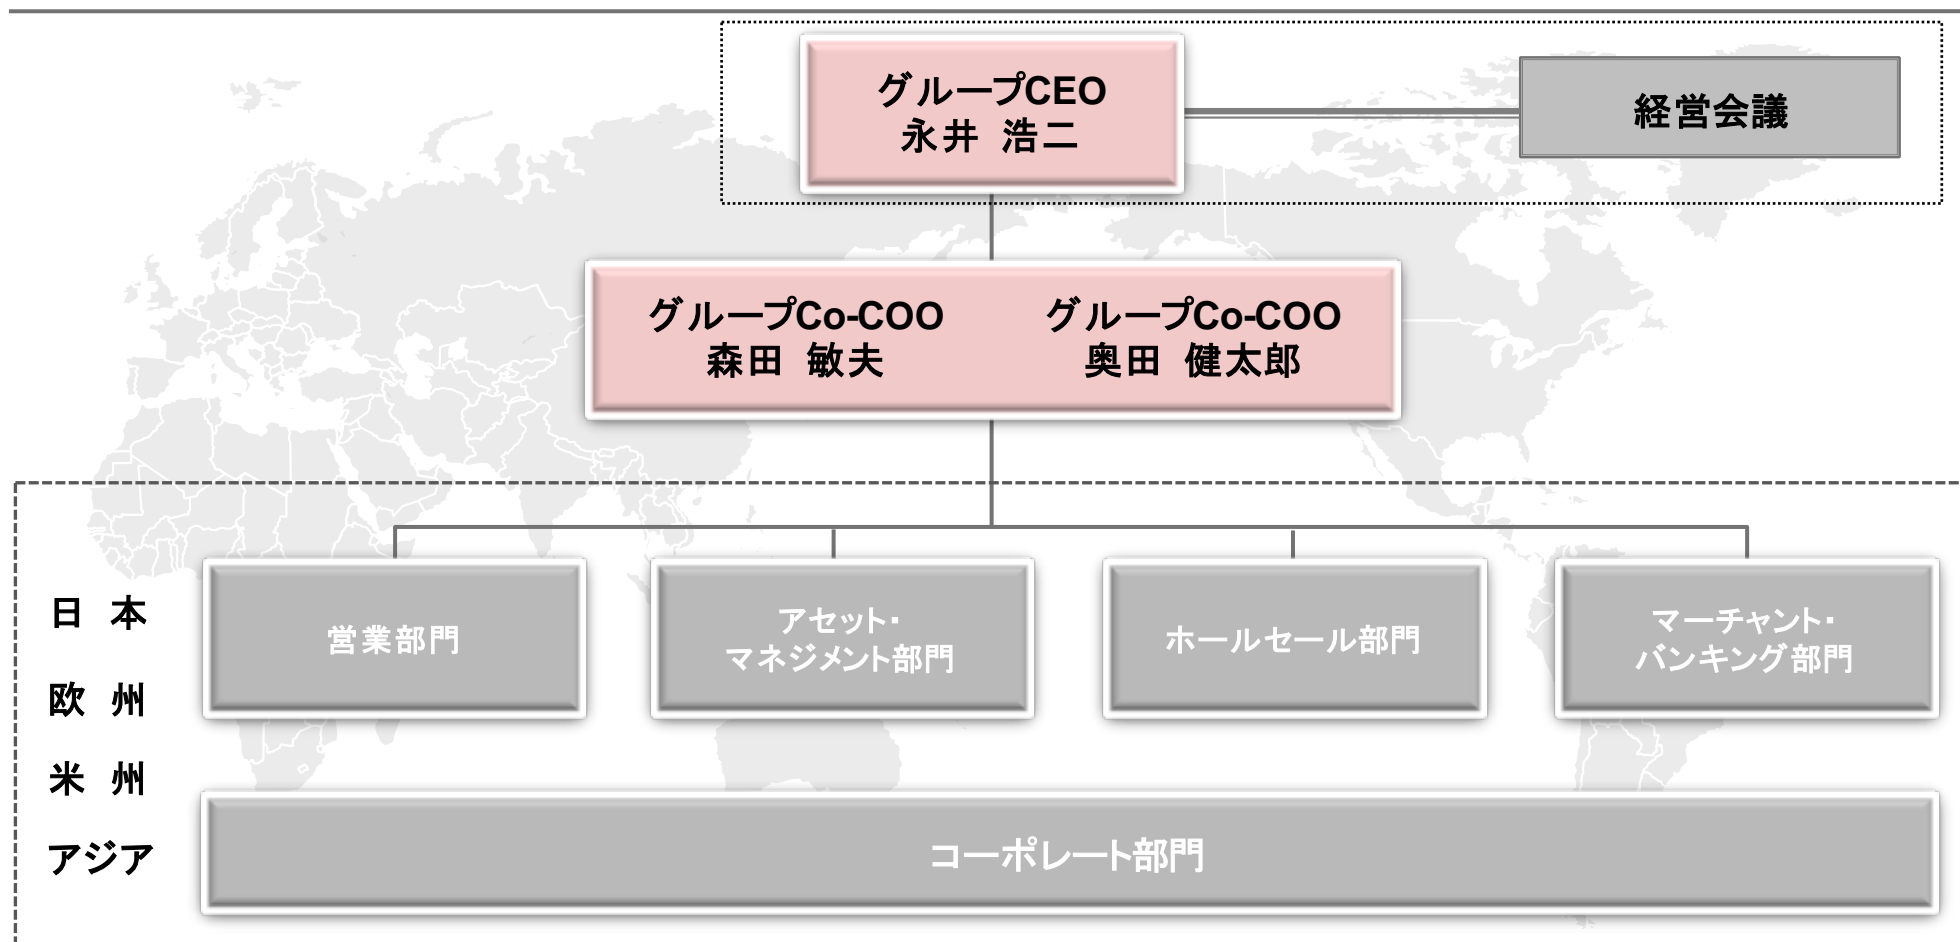 グループCEO
永井 浩二
経営会議
グループCo-COO
森田 敏夫
グループCo-COO
奥田 健太郎
日 本
欧 州
米 州
アジア
営業部門
アセット・
マネジメント部門
ホールセール部門
マーチャント・
バンキング部門
コーポレート部門